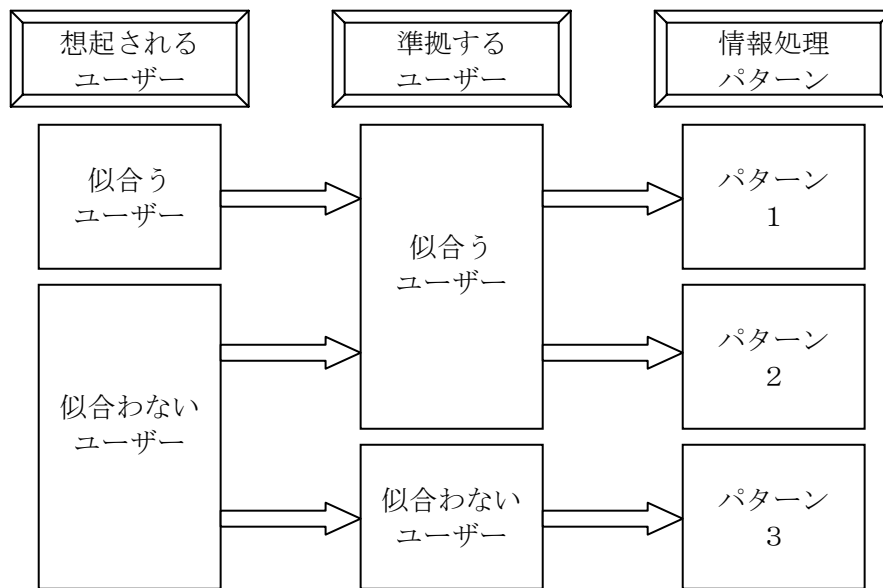 想起される
ユーザー
準拠する
ユーザー
情報処理
パターン
似合う
ユーザー
似合う
ユーザー
パターン
1
パターン
2
似合わない
ユーザー
似合わない
ユーザー
パターン
3